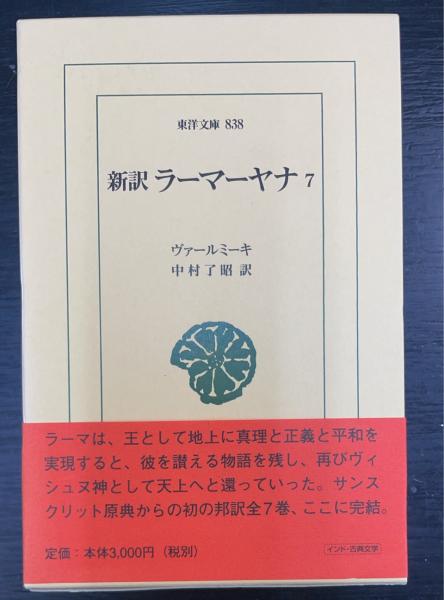 東洋文庫 838
新訳 ラーマーヤナ 7
ヴァールミーキ
中村了昭 訳
ラーマは、王として地上に真理と正義と平和を
実現すると、彼を讃える物語を残し、再びヴィ
シュヌ神として天上へと還っていった。サンス
クリット原典からの初の邦訳全7巻、ここに完結。
定価：本体3,000円（税別）
インド・古典文学